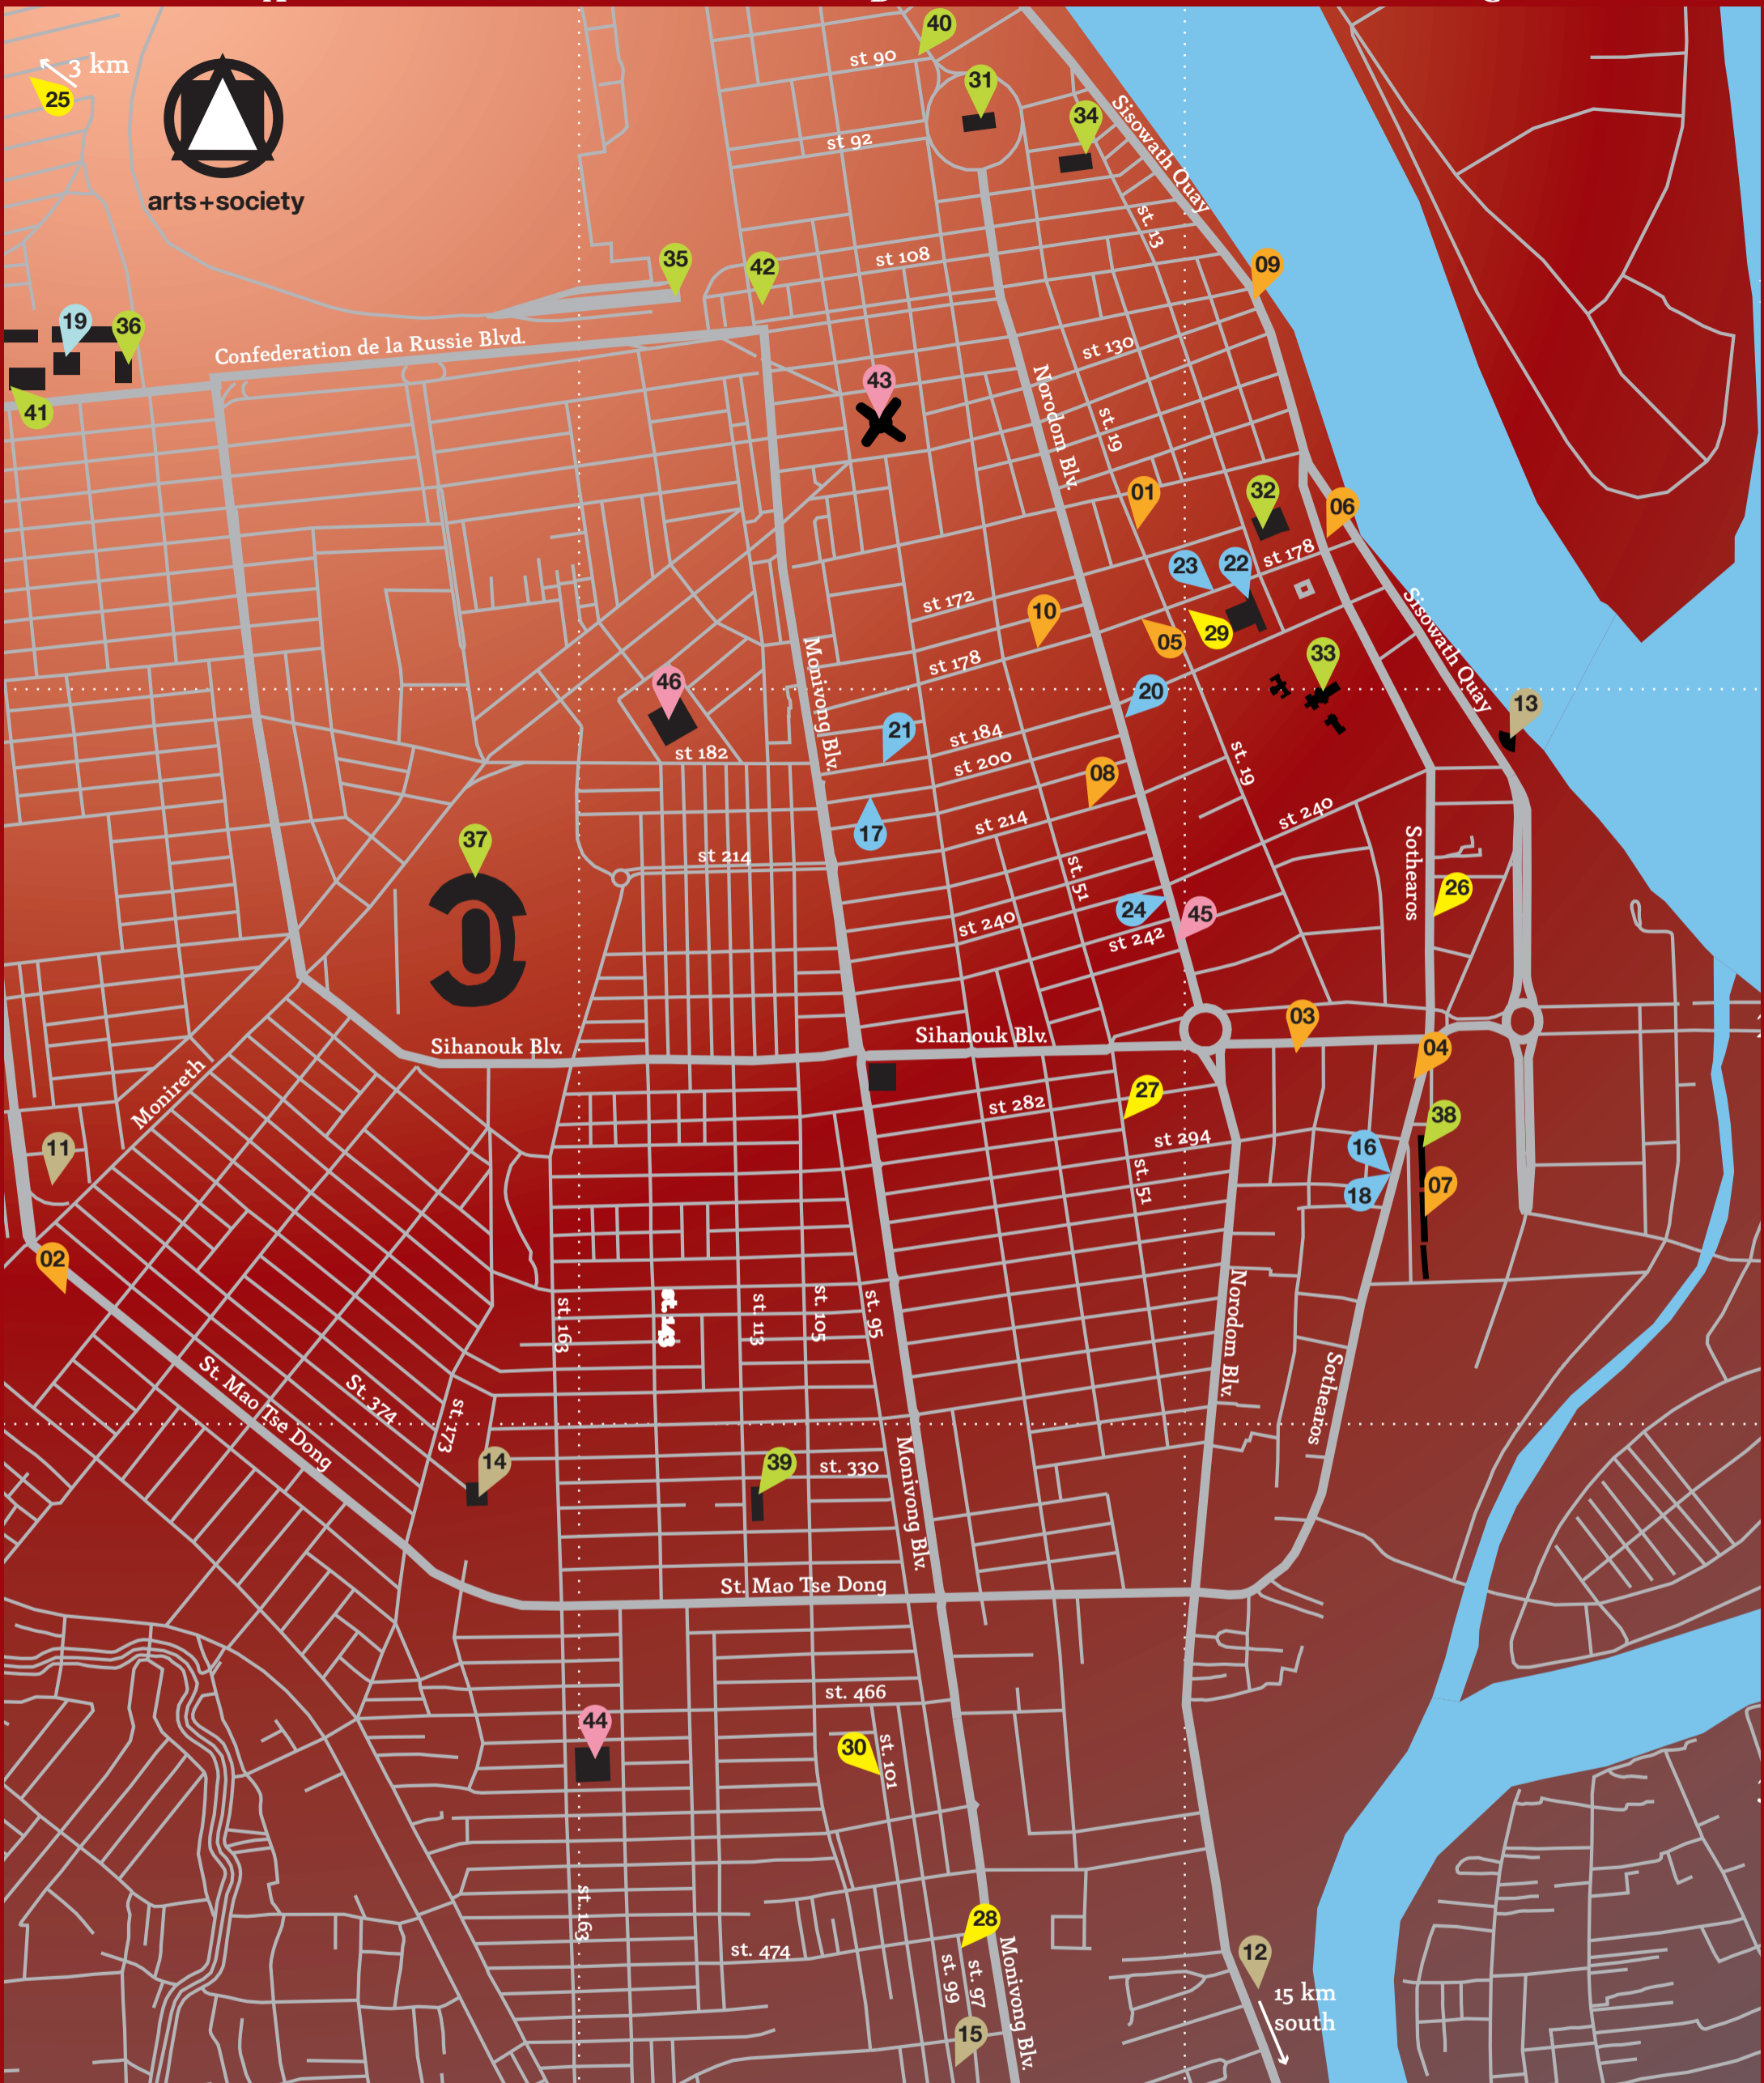 40
st 90
3 km
25
31
34
Sisowath Quay
st 92
arts+society
st. 13
st 108
35
42
09
19
36
Confederation de la Russie Blvd.
st 130
41
43
Norodom Blv.
st. 19
01
32
06
23
22
st 178
st 172
10
29
05
Sisowath Quay
33
st 178
Monivong Blv.
46
20
13
21
st 184
st 182
st 200
08
st. 19
17
st 214
st 240
37
st 214
Sothearos
st. 51
26
24
45
st 240
st 242
03
Sihanouk Blv.
Sihanouk Blv.
04
Monireth
27
st 282
38
11
st 294
16
st. 51
07
18
02
Norodom Blv.
st. 163
st. 113
st. 105
st. 95
St. Mao Tse Dong
St. 374
st. 173
Sothearos
14
39
st. 330
Monivong Blv.
St. Mao Tse Dong
st. 466
44
30
st. 101
st. 163
28
st. 474
st. 99
st. 97
Monivong Blv.
12
15 km
south
15